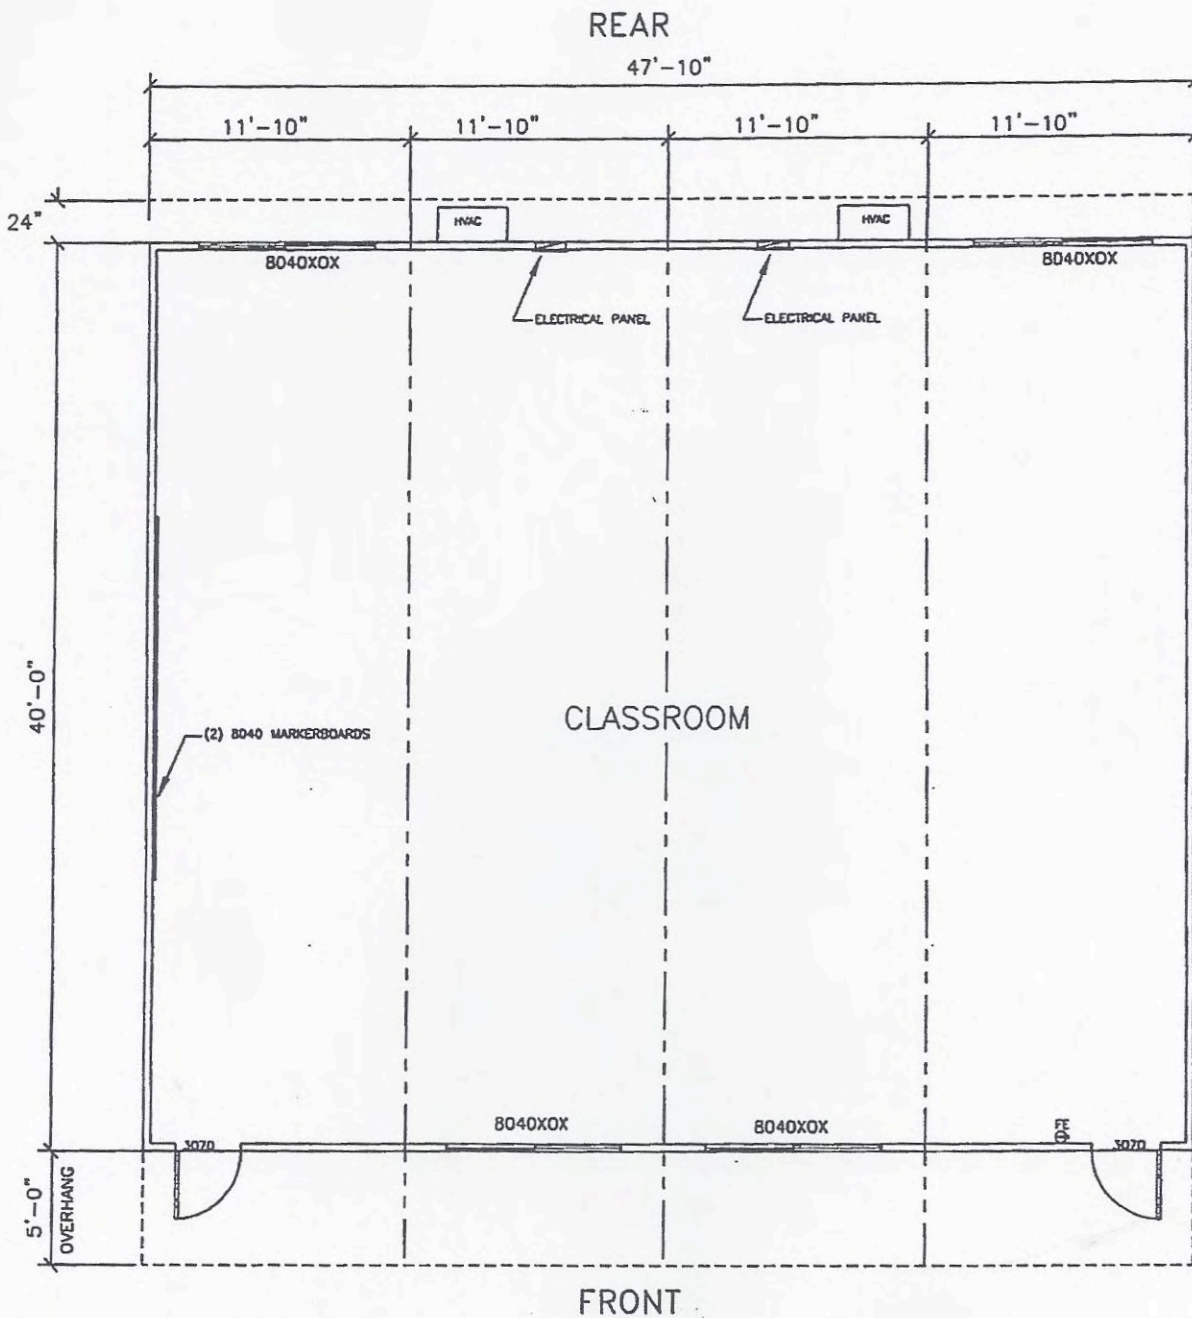 REAR
47'-10"
11'-10" 11'-10" 11'-10" 11'-10"
24"
HVAC HVAC
8040XOX 8040XOX
ELECTRICAL PANEL ELECTRICAL PANEL
40'-0"
CLASSROOM
(2) 8040 MARKERBOARDS
8040XOX 8040XOX
FE
3070 3070
5'-0"
OVERHANG
FRONT